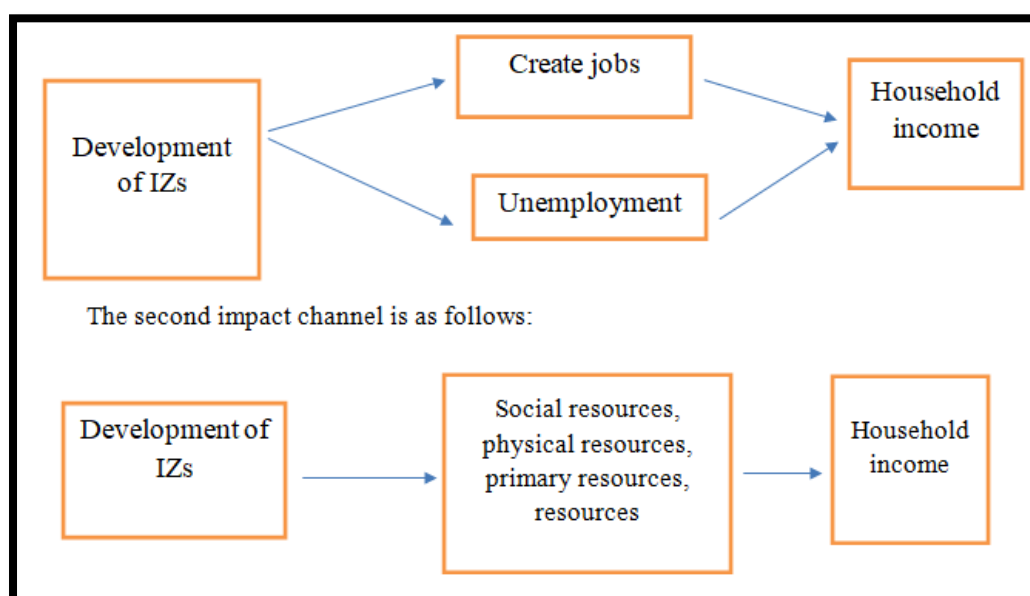 Development
of IZs
Create jobs
Unemployment
Household
income
The second impact channel is as follows:
Development of
IZs
Social resources,
physical resources,
primary resources,
resources
Household
income